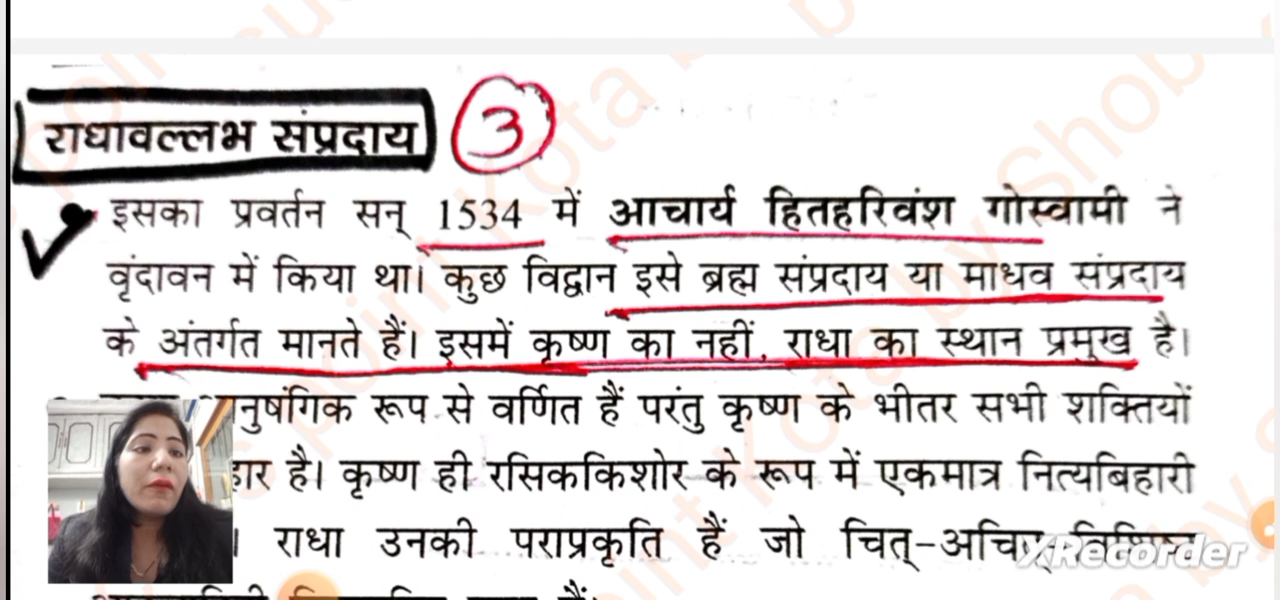 राधावल्लभ संप्रदाय 3
इसका प्रवर्तन सन् 1534 में आचार्य हितहरिवंश गोस्वामी ने
वृंदावन में किया था। कुछ विद्वान इसे ब्रह्म संप्रदाय या माधव संप्रदाय
के अंतर्गत मानते हैं। इसमें कृष्ण का नहीं, राधा का स्थान प्रमुख है।
रूप से वर्णित हैं परंतु कृष्ण के भीतर सभी शक्तियों
है। कृष्ण ही रसिककिशोर के रूप में एकमात्र नित्यबिहारी
राधा उनकी पराप्रकृति हैं जो
XRecorder